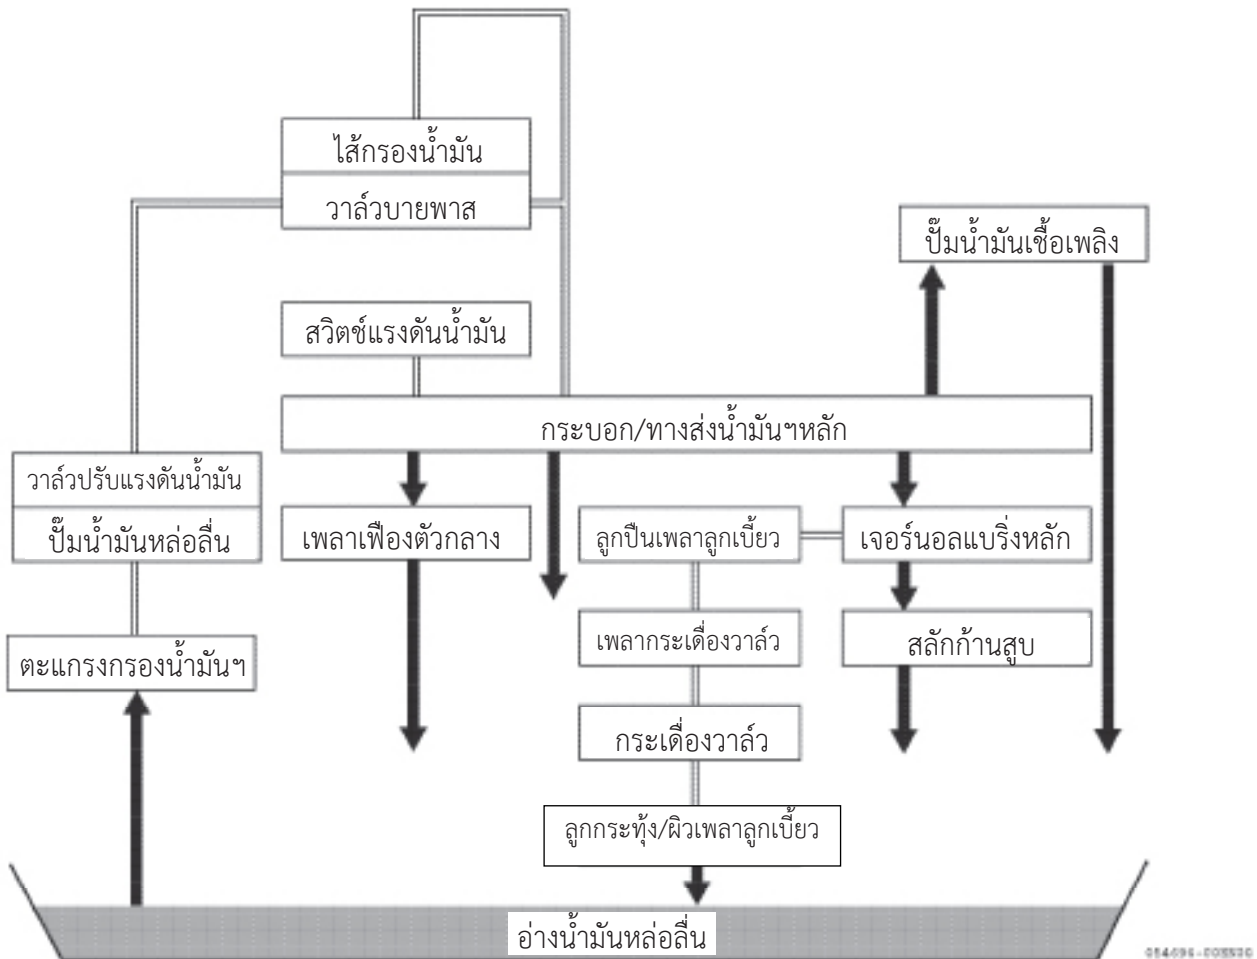 ไส้กรองน้ำมัน
วาล์วบายพาส
ปั๊มน้ำมันเชื้อเพลิง
สวิตช์แรงดันน้ำมัน
กระบอก/ทางส่งน้ำมันฯหลัก
วาล์วปรับแรงดันน้ำมัน
ปั๊มน้ำมันหล่อลื่น
เพลาเฟืองตัวกลาง
ลูกปืนเพลาลูกเบี้ยว
เจอร์นอลแบริ่งหลัก
ตะแกรงกรองน้ำมันฯ
เพลากระเดื่องวาล์ว
สลักก้านสูบ
กระเดื่องวาล์ว
ลูกกระทุ้ง/ผิวเพลาลูกเบี้ยว
อ่างน้ำมันหล่อลื่น